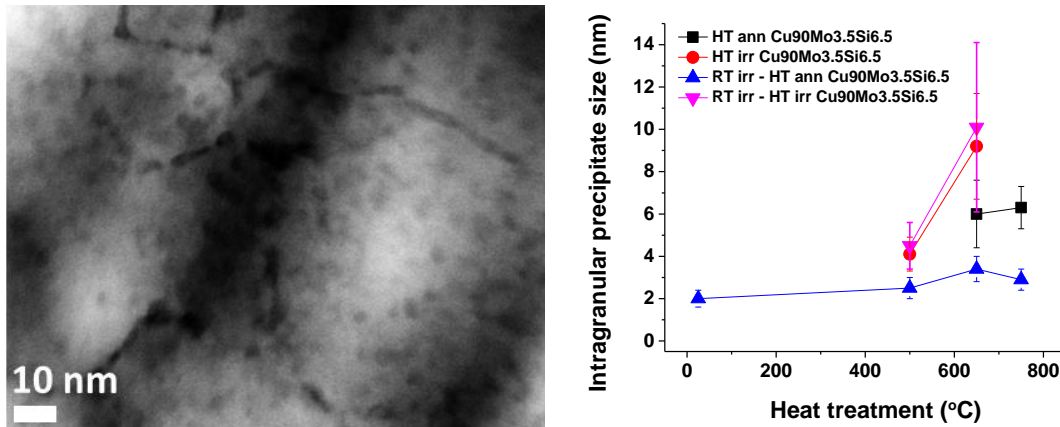 10 nm
HT ann Cu90Mo3.5Si6.5
HT irr Cu90Mo3.5Si6.5
RT irr - HT ann Cu90Mo3.5Si6.5
RT irr - HT irr Cu90Mo3.5Si6.5
Intragranular precipitate size (nm)
14
12
10
8
6
4
2
0
0 200 400 600 800
Heat treatment (°C)